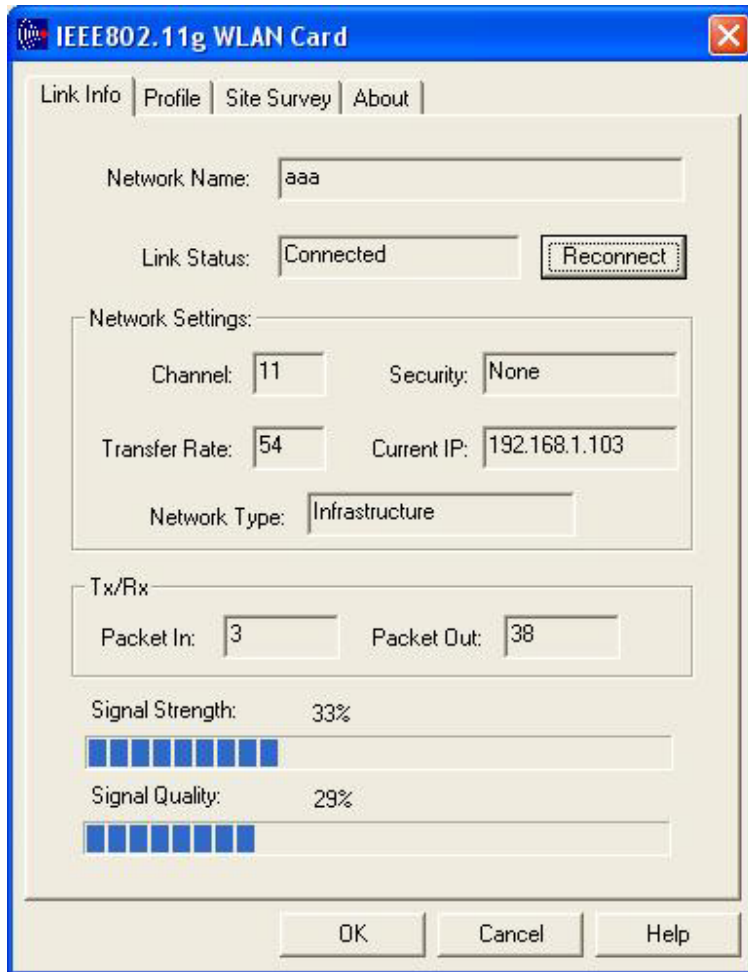 IEEE802.11g WLAN Card
Link Info Profile Site Survey About
Network Name: aaa
Link Status: Connected Reconnect
Network Settings:
Channel: 11 Security: None
Transfer Rate: 54 Current IP: 192.168.1.103
Network Type: Infrastructure
Tx/Rx
Packet In: 3 Packet Out: 38
Signal Strength: 33%
Signal Quality: 29%
OK Cancel Help